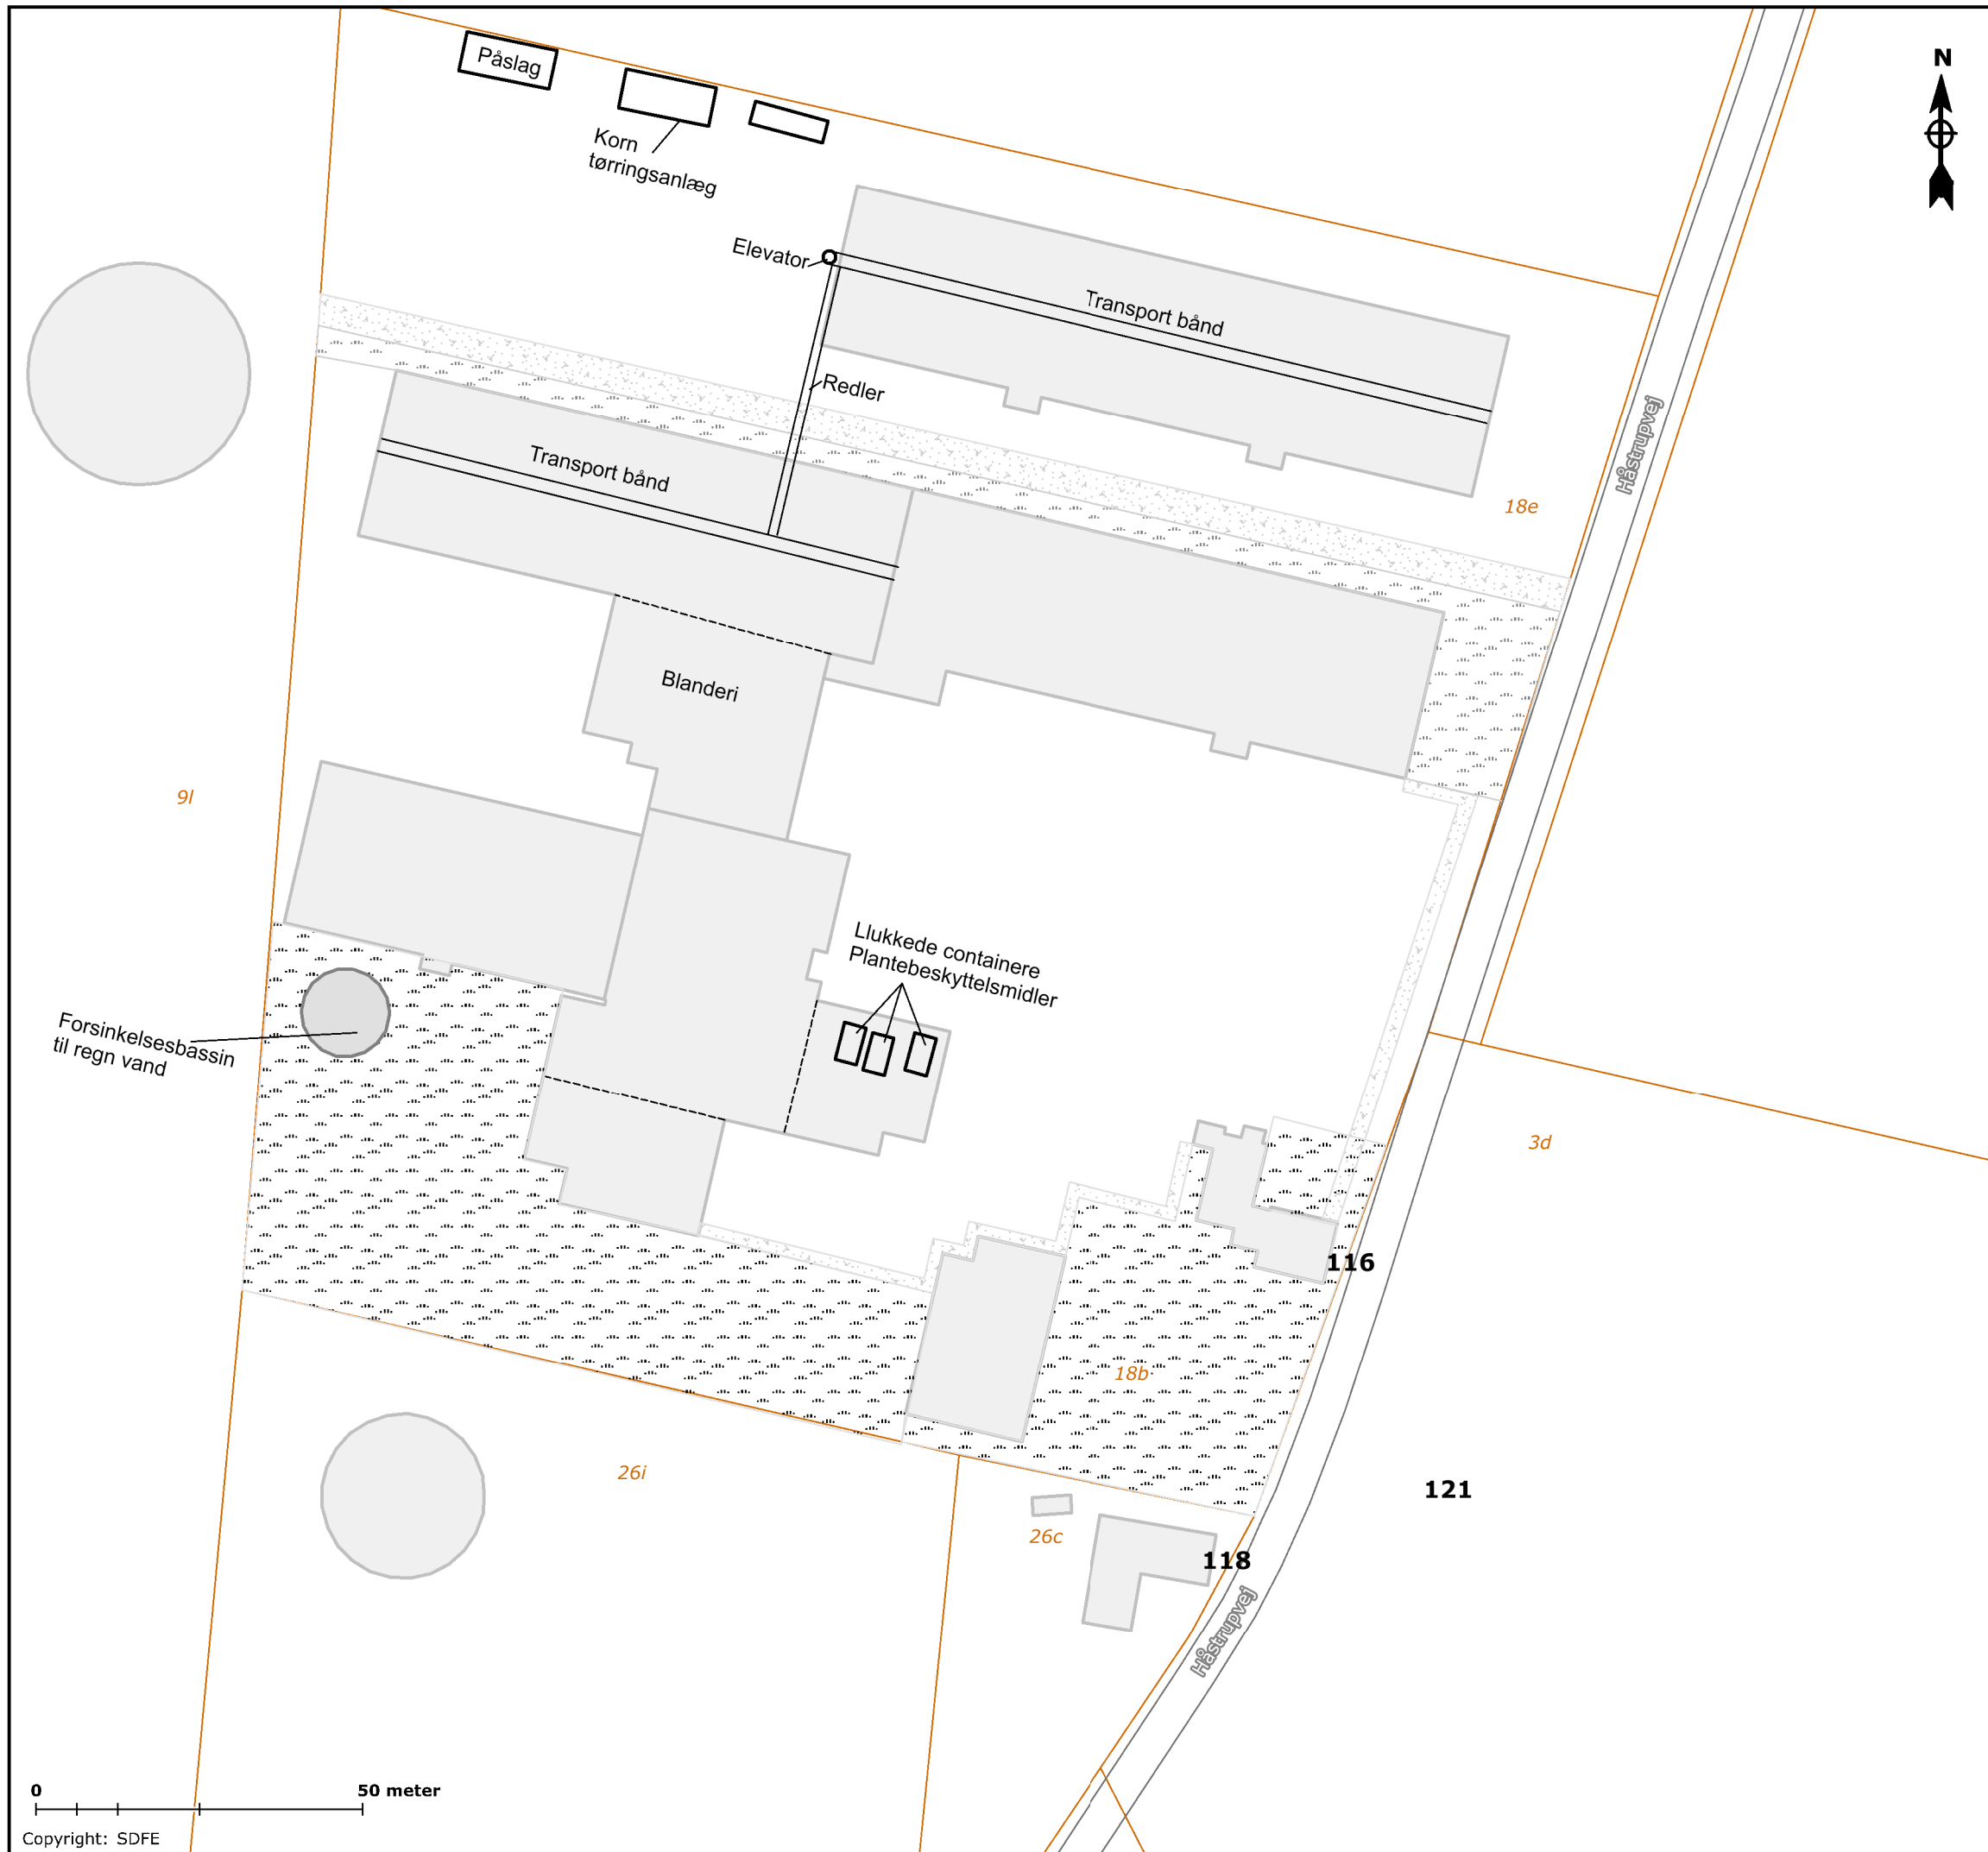 Påslag
N
Korn
tørringsanlæg
Elevator
Transport bånd
Redler
Håstrupvej
Transport bånd
18e
Blanderi
9l
Llukkede containere
Plantebeskyttelsmidler
Forsinkelsesbassin
til regn vand
3d
116
18b
26i
121
26c
118
Håstrupvej
0 50 meter
Copyright: SDFE